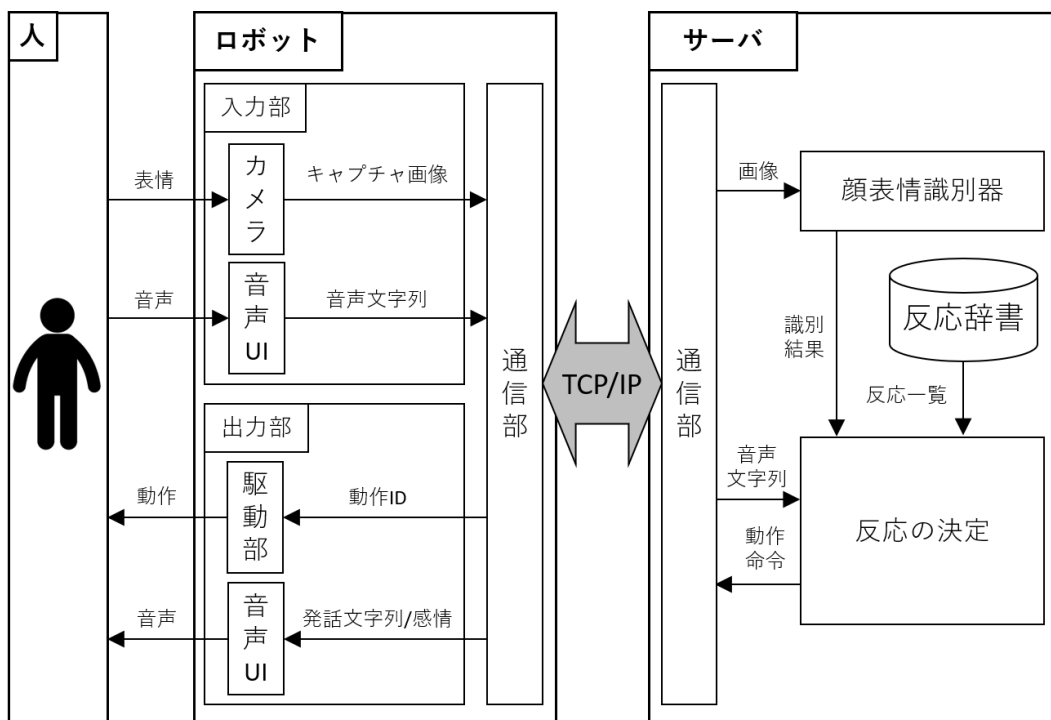 人
ロボット
サーバ
入力部
カ
メ
ラ
表情
キャプチャ画像
音
声
UI
音声
音声文字列
出力部
駆
動
部
動作
動作ID
音
声
UI
音声
発話文字列/感情
通
信
部
TCP/IP
通
信
部
画像
顔表情識別器
識別
結果
反応辞書
反応一覧
音声
文字列
動作
命令
反応の決定